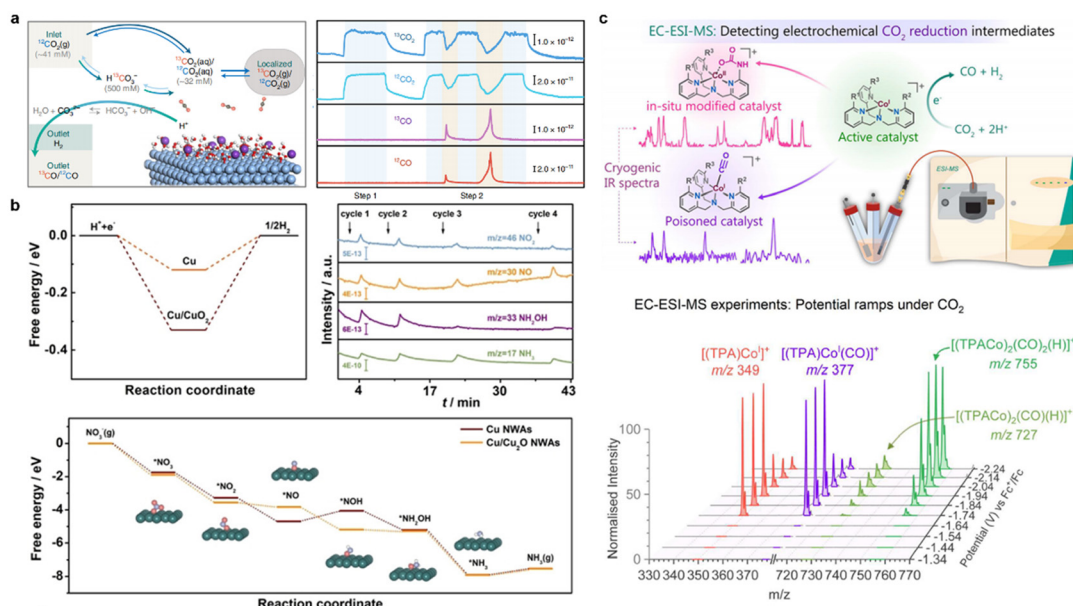 a
Inlet
¹²CO₂(g)
(~41 mM)
¹³CO₂(aq)/
¹²CO₂(aq)
(~32 mM)
Localized
¹³CO₂(g)/
¹²CO₂(g)
H¹³CO₃⁻
(500 mM)
H₂O + CO₃²⁻ ⇌ HCO₃⁻ + OH⁻
H⁺
Outlet
H₂
Outlet
¹³CO/¹²CO
¹³CO₂
1.0 × 10⁻¹²
¹²CO₂
2.0 × 10⁻¹¹
¹³CO
1.0 × 10⁻¹²
¹²CO
2.0 × 10⁻¹¹
Step 1
Step 2
b
Free energy / eV
0.0
-0.2
-0.4
H⁺+e⁻
1/2H₂
Cu
Cu/CuO₂
Reaction coordinate
Intensity / a.u.
cycle 1
cycle 2
cycle 3
cycle 4
m/z=46 NO₂
5E-13
m/z=30 NO
4E-13
m/z=33 NH₂OH
6E-13
m/z=17 NH₃
4E-10
4
17
30
43
t / min
Free energy / eV
0
-2
-4
-6
-8
NO₃⁻(g)
*NO₃
*NO₂
*NO
*NOH
*NH₂OH
*NH₃
NH₃(g)
Cu NWAs
Cu/Cu₂O NWAs
Reaction coordinate
c
EC-ESI-MS: Detecting electrochemical CO₂ reduction intermediates
in-situ modified catalyst
Active catalyst
CO + H₂
e⁻
CO₂ + 2H⁺
Cryogenic
IR spectra
Poisoned catalyst
ESI-MS
EC-ESI-MS experiments: Potential ramps under CO₂
[(TPA)Coᴵ]⁺
m/z 349
[(TPA)Coᴵ(CO)]⁺
m/z 377
[(TPACo)₂(CO)₂(H)]⁺
m/z 755
[(TPACo)₂(CO)(H)]⁺
m/z 727
Normalised Intensity
100
50
0
330 340 350 360 370 720 730 740 750 760 770
m/z
-2.24
-2.14
-2.04
-1.94
-1.84
-1.74
-1.64
-1.54
-1.44
-1.34
Potential (V) vs Fc⁺/Fc